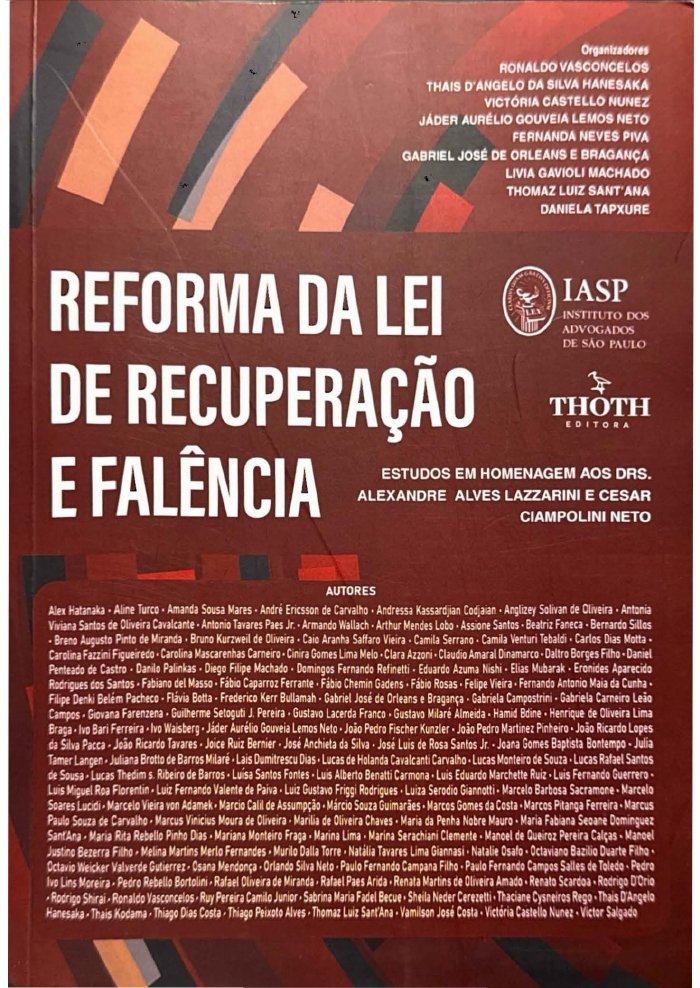 Organizadores
RONALDO VASCONCELOS
THAIS D'ANGELO DA SILVA HANESAKA
VICTÓRIA CASTELLO NUNEZ
JÁDER AURÉLIO GOUVEIA LEMOS NETO
FERNANDA NEVES PIVA
GABRIEL JOSÉ DE ORLEANS E BRAGANÇA
LIVIA GAVIOLI MACHADO
THOMAZ LUIZ SANT'ANA
DANIELA TAPXURE
REFORMA DA LEI
DE RECUPERAÇÃO
E FALÊNCIA
LEX
IASP
INSTITUTO DOS
ADVOGADOS
DE SÃO PAULO
THOTH
EDITORA
ESTUDOS EM HOMENAGEM AOS DRS.
ALEXANDRE ALVES LAZZARINI E CESAR
CIAMPOLINI NETO
AUTORES
Alex Hatanaka • Aline Turco • Amanda Sousa Mares • André Ericsson de Carvalho • Andressa Kassardjian Codjaian • Anglizey Solivan de Oliveira • Antonia
Viviana Santos de Oliveira Cavalcante • Antonio Tavares Paes Jr. • Armando Wallach • Arthur Mendes Lobo • Assione Santos • Beatriz Faneca • Bernardo Sillos
• Breno Augusto Pinto de Miranda • Bruno Kurzweil de Oliveira • Caio Aranha Saffaro Vieira • Camila Serrano • Camila Venturi Tebaldi • Carlos Dias Motta •
Carolina Fazzini Figueiredo • Carolina Mascarenhas Carneiro • Cinira Gomes Lima Melo • Clara Azzoni • Claudio Amaral Dinamarco • Daltro Borges Filho • Daniel
Penteado de Castro • Danilo Palinkas • Diego Filipe Machado • Domingos Fernando Refinetti • Eduardo Azuma Nishi • Elias Mubarak • Eronides Aparecido
Rodrigues dos Santos • Fabiano del Masso • Fábio Caparroz Ferrante • Fábio Chemin Gadens • Fábio Rosas • Felipe Vieira • Fernando Antonio Maia da Cunha •
Filipe Denki Belém Pacheco • Flávia Botta • Frederico Kerr Bullamah • Gabriel José de Orleans e Bragança • Gabriela Campostrini • Gabriela Carneiro Leão
Campos • Giovana Farenzena • Guilherme Setoguti J. Pereira • Gustavo Lacerda Franco • Gustavo Milaré Almeida • Hamid Bdine • Henrique de Oliveira Lima
Braga • Ivo Bari Ferreira • Ivo Waisberg • Jáder Aurélio Gouveia Lemos Neto • João Pedro Fischer Kunzler • João Pedro Martinez Pinheiro • João Ricardo Lopes
da Silva Pacca • João Ricardo Tavares • Joice Ruiz Bernier • José Anchieta da Silva • José Luis de Rosa Santos Jr. • Joana Gomes Baptista Bontempo • Julia
Tamer Langen • Juliana Brotto de Barros Milaré • Lais Dumitrescu Dias • Lucas de Holanda Cavalcanti Carvalho • Lucas Monteiro de Souza • Lucas Rafael Santos
de Sousa • Lucas Thedim s. Ribeiro de Barros • Luísa Santos Fontes • Luis Alberto Benatti Carmona • Luis Eduardo Marchette Ruiz • Luis Fernando Guerrero •
Luis Miguel Roa Florentin • Luiz Fernando Valente de Paiva • Luiz Gustavo Friggi Rodrigues • Luiza Serodio Giannotti • Marcelo Barbosa Sacramone • Marcelo
Soares Lucidi • Marcelo Vieira von Adamek • Marcio Calil de Assumpção • Márcio Souza Guimarães • Marcos Gomes da Costa • Marcos Pitanga Ferreira • Marcus
Paulo Souza de Carvalho • Marcus Vinicius Moura de Oliveira • Marília de Oliveira Chaves • Maria da Penha Nobre Mauro • Maria Fabiana Seoane Dominguez
Sant'Ana • Maria Rita Rebello Pinho Dias • Mariana Monteiro Fraga • Marina Lima • Marina Serachiani Clemente • Manoel de Queiroz Pereira Calças • Manoel
Justino Bezerra Filho • Melina Martins Merlo Fernandes • Murilo Dalla Torre • Natália Tavares Lima Giannasi • Natalie Osafo • Octaviano Bazilio Duarte Filho •
Octavio Weicker Valverde Gutierrez • Osana Mendonça • Orlando Silva Neto • Paulo Fernando Campana Filho • Paulo Fernando Campos Salles de Toledo • Pedro
Ivo Lins Moreira • Pedro Rebello Bortolini • Rafael Oliveira de Miranda • Rafael Paes Arida • Renata Martins de Oliveira Amado • Renato Scardoa • Rodrigo D'Orio
• Rodrigo Shirai • Ronaldo Vasconcelos • Ruy Pereira Camilo Junior • Sabrina Maria Fadel Becue • Sheila Neder Cerezetti • Thaciane Cysneiros Rego • Thais D'Angelo
Hanesaka • Thais Kodama • Thiago Dias Costa • Thiago Peixoto Alves • Thomaz Luiz Sant'Ana • Vamilson José Costa • Victória Castello Nunez • Victor Salgado